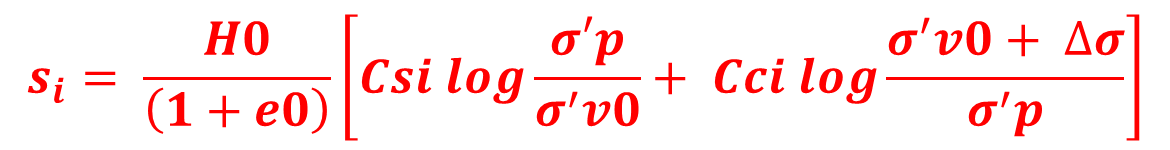 s_i = H0/(1 + e0) [Csi log σ′p/σ′v0 + Cci log (σ′v0 + Δσ)/σ′p]